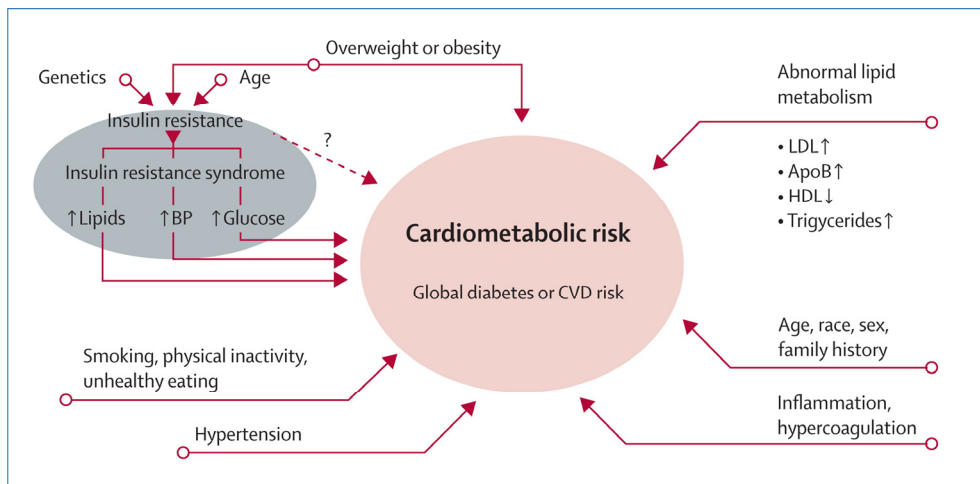 Overweight or obesity
Genetics
Age
Insulin resistance
?
Insulin resistance syndrome
↑Lipids ↑BP ↑Glucose
Cardiometabolic risk
Global diabetes or CVD risk
Abnormal lipid
metabolism
• LDL↑
• ApoB↑
• HDL↓
• Trigycerides↑
Age, race, sex,
family history
Inflammation,
hypercoagulation
Smoking, physical inactivity,
unhealthy eating
Hypertension